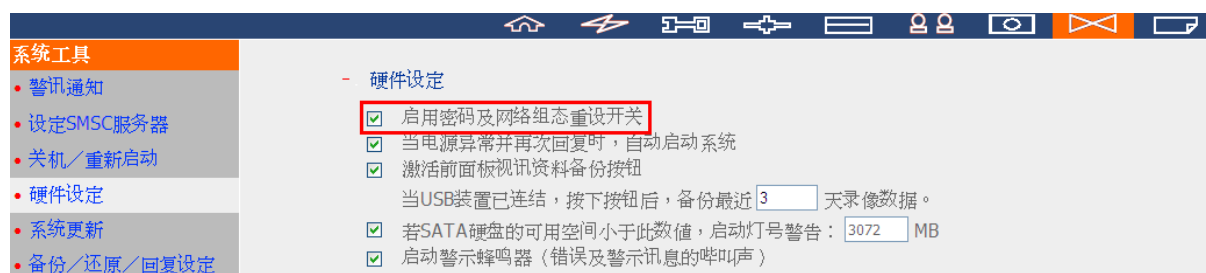 系统工具
• 警讯通知
• 设定SMSC服务器
• 关机／重新启动
• 硬件设定
• 系统更新
• 备份／还原／回复设定
- 硬件设定
启用密码及网络组态重设开关
当电源异常并再次回复时，自动启动系统
激活前面板视讯资料备份按钮
当USB装置已连结，按下按钮后，备份最近 3 天录像数据。
若SATA硬盘的可用空间小于此数值，启动灯号警告： 3072 MB
启动警示蜂鸣器（错误及警示讯息的哔叫声）